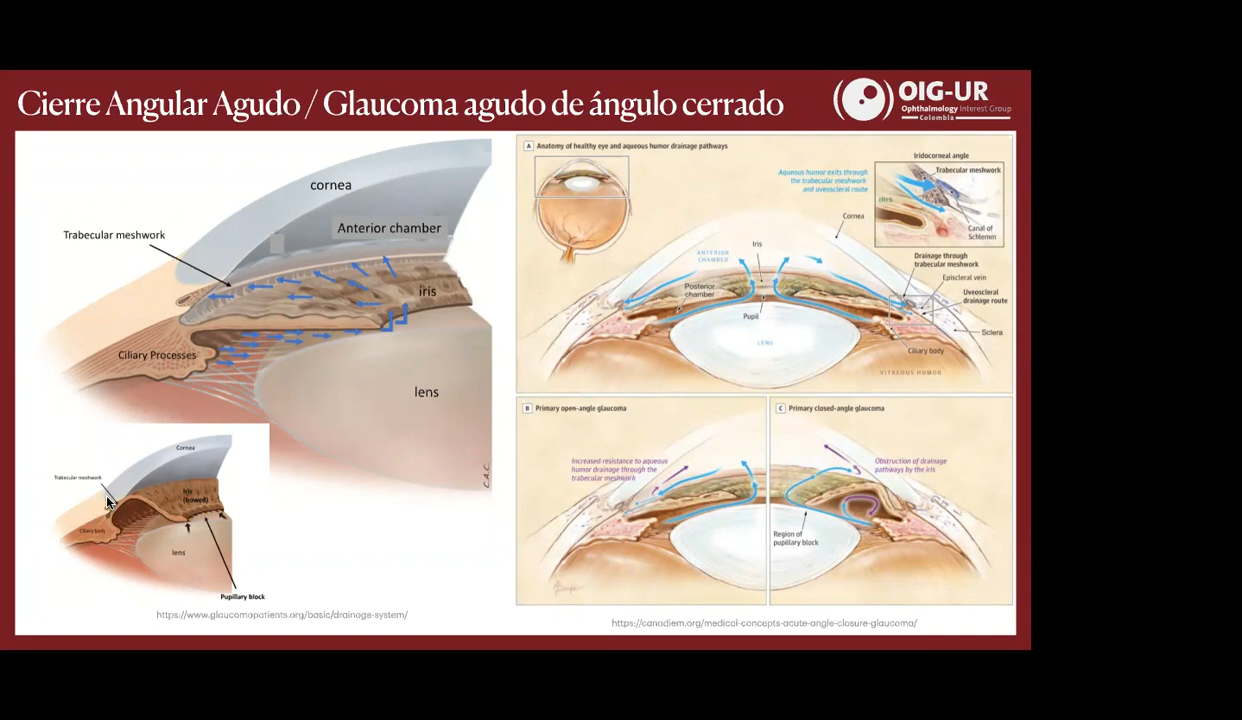 Cierre Angular Agudo / Glaucoma agudo de ángulo cerrado
OIG-UR
Ophthalmology Interest Group
Colombia
cornea
Anterior chamber
Trabecular meshwork
iris
Ciliary Processes
lens
C.A.C.
Cornea
Trabecular meshwork
Iris
(bowed)
Ciliary body
lens
Pupillary block
https://www.glaucomapatients.org/basic/drainage-system/
A Anatomy of healthy eye and aqueous humor drainage pathways
Iridocorneal angle
Trabecular meshwork
IRIS
Canal of
Schlemm
Aqueous humor exits through
the trabecular meshwork
and uveoscleral route
Cornea
Iris
ANTERIOR
CHAMBER
Drainage through
trabecular meshwork
Episcleral vein
Uveoscleral
drainage route
Posterior
chamber
Pupil
Sclera
LENS
Ciliary body
VITREOUS HUMOR
B Primary open-angle glaucoma
Increased resistance to aqueous
humor drainage through the
trabecular meshwork
C Primary closed-angle glaucoma
Obstruction of drainage
pathways by the iris
Region of
pupillary block
https://canadiem.org/medical-concepts-acute-angle-closure-glaucoma/